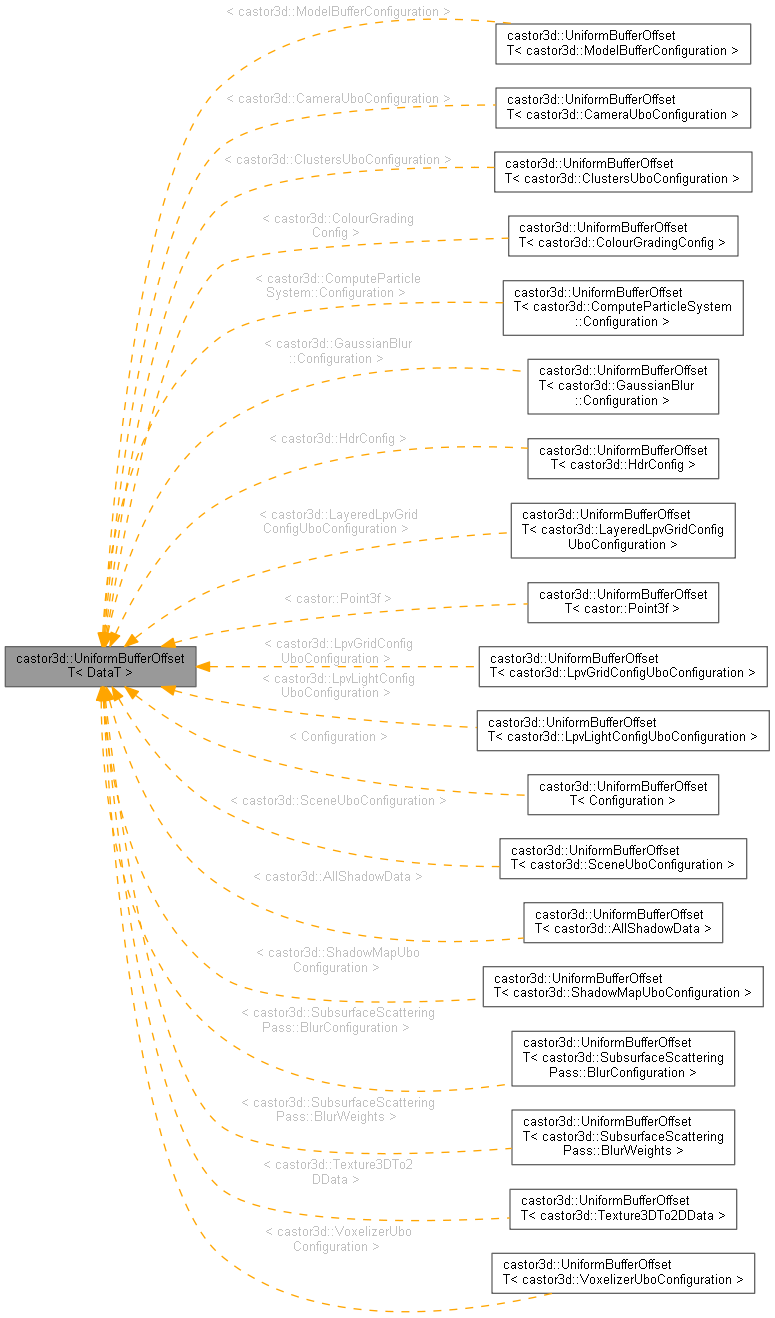 < castor3d::ModelBufferConfiguration >
castor3d::UniformBufferOffset
T< castor3d::ModelBufferConfiguration >
< castor3d::CameraUboConfiguration >
castor3d::UniformBufferOffset
T< castor3d::CameraUboConfiguration >
< castor3d::ClustersUboConfiguration >
castor3d::UniformBufferOffset
T< castor3d::ClustersUboConfiguration >
< castor3d::ColourGrading
Config >
castor3d::UniformBufferOffset
T< castor3d::ColourGradingConfig >
< castor3d::ComputeParticle
System::Configuration >
castor3d::UniformBufferOffset
T< castor3d::ComputeParticleSystem
::Configuration >
< castor3d::GaussianBlur
::Configuration >
castor3d::UniformBufferOffset
T< castor3d::GaussianBlur
::Configuration >
< castor3d::HdrConfig >
castor3d::UniformBufferOffset
T< castor3d::HdrConfig >
< castor3d::LayeredLpvGrid
ConfigUboConfiguration >
castor3d::UniformBufferOffset
T< castor3d::LayeredLpvGridConfig
UboConfiguration >
< castor::Point3f >
castor3d::UniformBufferOffset
T< castor::Point3f >
castor3d::UniformBufferOffset
T< DataT >
< castor3d::LpvGridConfig
UboConfiguration >
castor3d::UniformBufferOffset
T< castor3d::LpvGridConfigUboConfiguration >
< castor3d::LpvLightConfig
UboConfiguration >
castor3d::UniformBufferOffset
T< castor3d::LpvLightConfigUboConfiguration >
< Configuration >
castor3d::UniformBufferOffset
T< Configuration >
< castor3d::SceneUboConfiguration >
castor3d::UniformBufferOffset
T< castor3d::SceneUboConfiguration >
< castor3d::AllShadowData >
castor3d::UniformBufferOffset
T< castor3d::AllShadowData >
< castor3d::ShadowMapUbo
Configuration >
castor3d::UniformBufferOffset
T< castor3d::ShadowMapUboConfiguration >
< castor3d::SubsurfaceScattering
Pass::BlurConfiguration >
castor3d::UniformBufferOffset
T< castor3d::SubsurfaceScattering
Pass::BlurConfiguration >
< castor3d::SubsurfaceScattering
Pass::BlurWeights >
castor3d::UniformBufferOffset
T< castor3d::SubsurfaceScattering
Pass::BlurWeights >
< castor3d::Texture3DTo2
DData >
castor3d::UniformBufferOffset
T< castor3d::Texture3DTo2DData >
< castor3d::VoxelizerUbo
Configuration >
castor3d::UniformBufferOffset
T< castor3d::VoxelizerUboConfiguration >